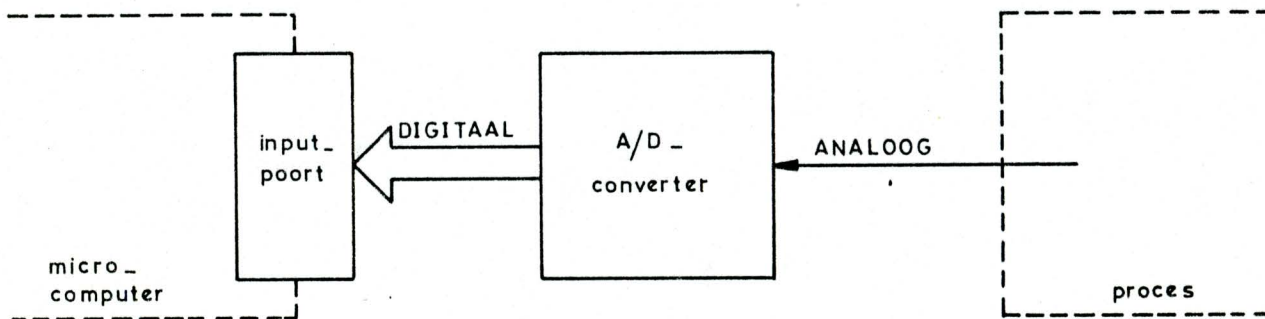 input_
poort
DIGITAAL
A/D_
converter
ANALOOG
micro_
computer
proces